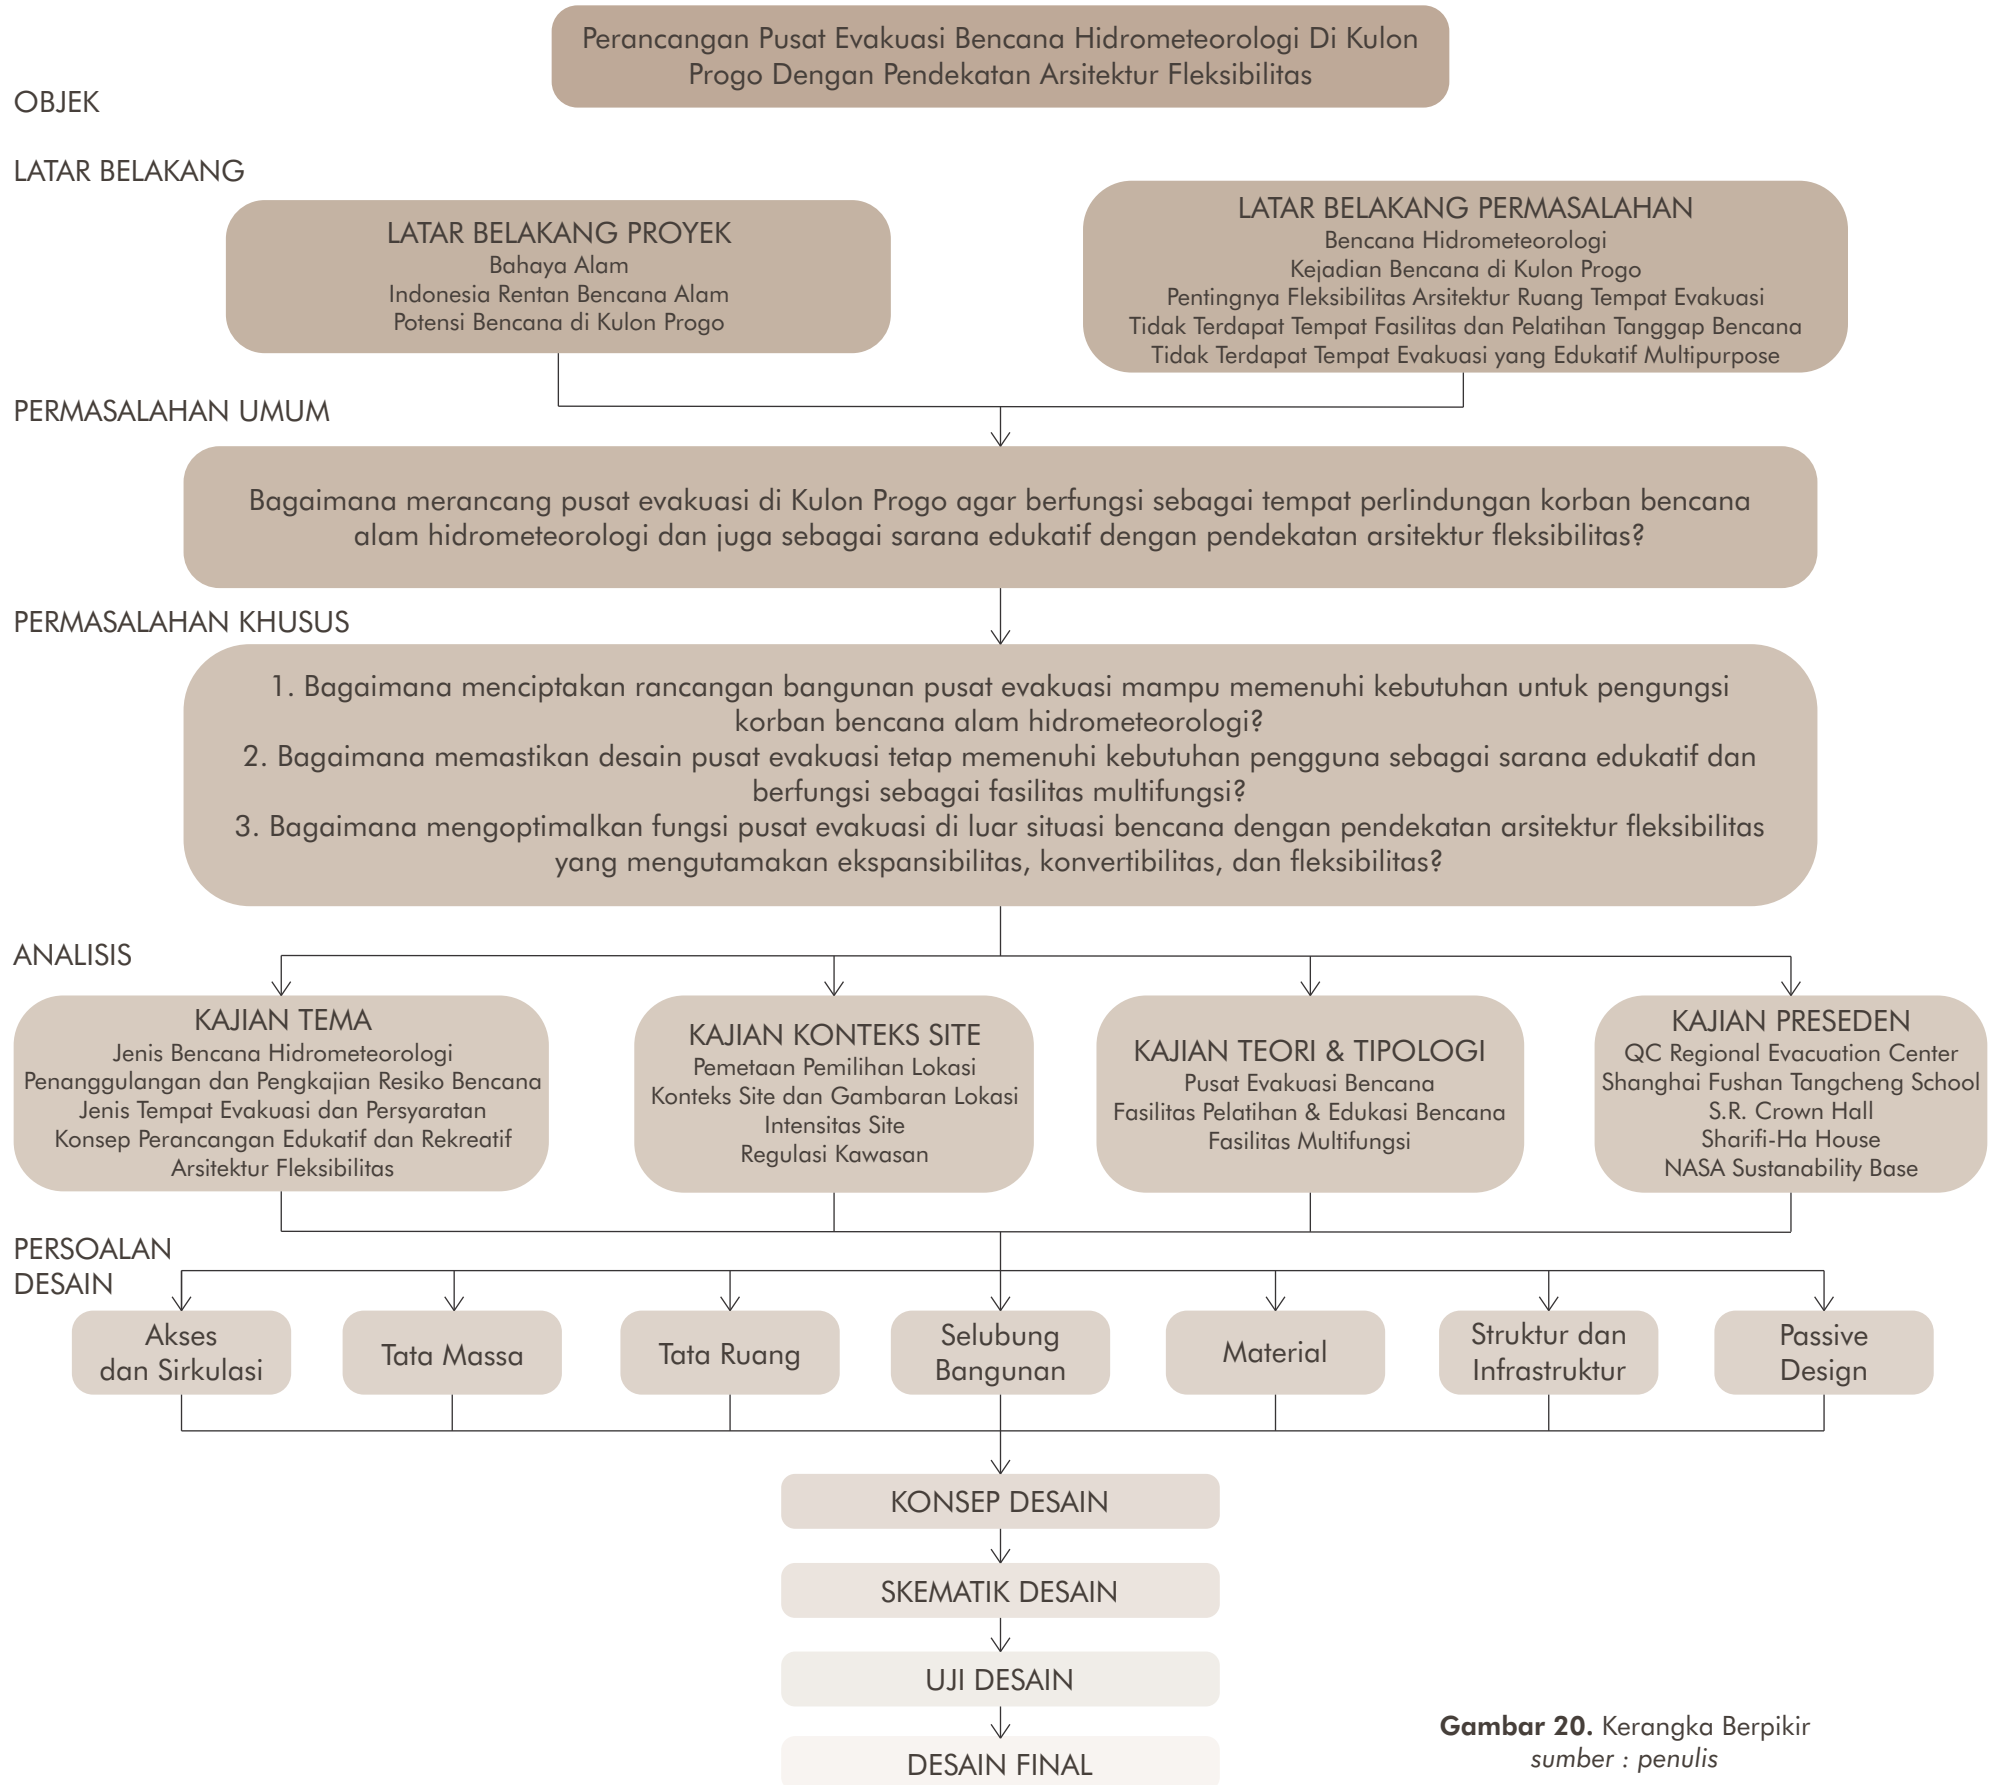 Perancangan Pusat Evakuasi Bencana Hidrometeorologi Di Kulon
Progo Dengan Pendekatan Arsitektur Fleksibilitas
OBJEK
LATAR BELAKANG
LATAR BELAKANG PROYEK
Bahaya Alam
Indonesia Rentan Bencana Alam
Potensi Bencana di Kulon Progo
LATAR BELAKANG PERMASALAHAN
Bencana Hidrometeorologi
Kejadian Bencana di Kulon Progo
Pentingnya Fleksibilitas Arsitektur Ruang Tempat Evakuasi
Tidak Terdapat Tempat Fasilitas dan Pelatihan Tanggap Bencana
Tidak Terdapat Tempat Evakuasi yang Edukatif Multipurpose
PERMASALAHAN UMUM
Bagaimana merancang pusat evakuasi di Kulon Progo agar berfungsi sebagai tempat perlindungan korban bencana
alam hidrometeorologi dan juga sebagai sarana edukatif dengan pendekatan arsitektur fleksibilitas?
PERMASALAHAN KHUSUS
1. Bagaimana menciptakan rancangan bangunan pusat evakuasi mampu memenuhi kebutuhan untuk pengungsi
korban bencana alam hidrometeorologi?
2. Bagaimana memastikan desain pusat evakuasi tetap memenuhi kebutuhan pengguna sebagai sarana edukatif dan
berfungsi sebagai fasilitas multifungsi?
3. Bagaimana mengoptimalkan fungsi pusat evakuasi di luar situasi bencana dengan pendekatan arsitektur fleksibilitas
yang mengutamakan ekspansibilitas, konvertibilitas, dan fleksibilitas?
ANALISIS
KAJIAN TEMA
Jenis Bencana Hidrometeorologi
Penanggulangan dan Pengkajian Resiko Bencana
Jenis Tempat Evakuasi dan Persyaratan
Konsep Perancangan Edukatif dan Rekreatif
Arsitektur Fleksibilitas
KAJIAN KONTEKS SITE
Pemetaan Pemilihan Lokasi
Konteks Site dan Gambaran Lokasi
Intensitas Site
Regulasi Kawasan
KAJIAN TEORI & TIPOLOGI
Pusat Evakuasi Bencana
Fasilitas Pelatihan & Edukasi Bencana
Fasilitas Multifungsi
KAJIAN PRESEDEN
QC Regional Evacuation Center
Shanghai Fushan Tangcheng School
S.R. Crown Hall
Sharifi-Ha House
NASA Sustanability Base
PERSOALAN
DESAIN
Akses
dan Sirkulasi
Tata Massa
Tata Ruang
Selubung
Bangunan
Material
Struktur dan
Infrastruktur
Passive
Design
KONSEP DESAIN
SKEMATIK DESAIN
UJI DESAIN
DESAIN FINAL
Gambar 20. Kerangka Berpikir
sumber : penulis